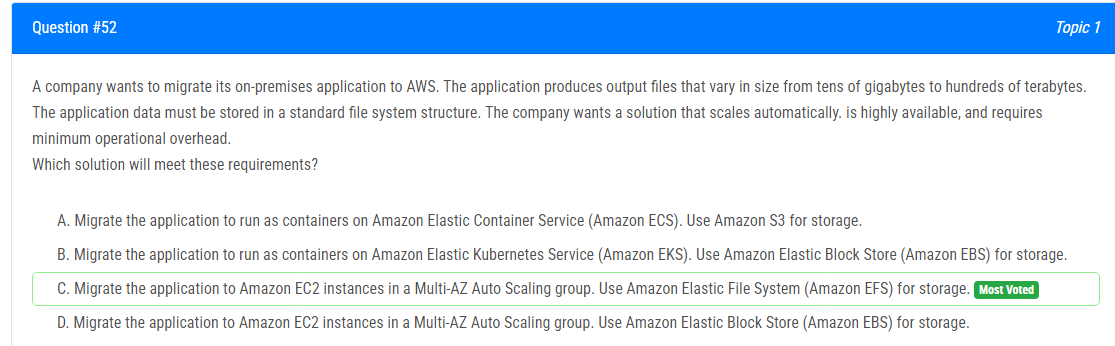 Question #52
Topic 1
A company wants to migrate its on-premises application to AWS. The application produces output files that vary in size from tens of gigabytes to hundreds of terabytes.
The application data must be stored in a standard file system structure. The company wants a solution that scales automatically. is highly available, and requires
minimum operational overhead.
Which solution will meet these requirements?
A. Migrate the application to run as containers on Amazon Elastic Container Service (Amazon ECS). Use Amazon S3 for storage.
B. Migrate the application to run as containers on Amazon Elastic Kubernetes Service (Amazon EKS). Use Amazon Elastic Block Store (Amazon EBS) for storage.
C. Migrate the application to Amazon EC2 instances in a Multi-AZ Auto Scaling group. Use Amazon Elastic File System (Amazon EFS) for storage. Most Voted
D. Migrate the application to Amazon EC2 instances in a Multi-AZ Auto Scaling group. Use Amazon Elastic Block Store (Amazon EBS) for storage.